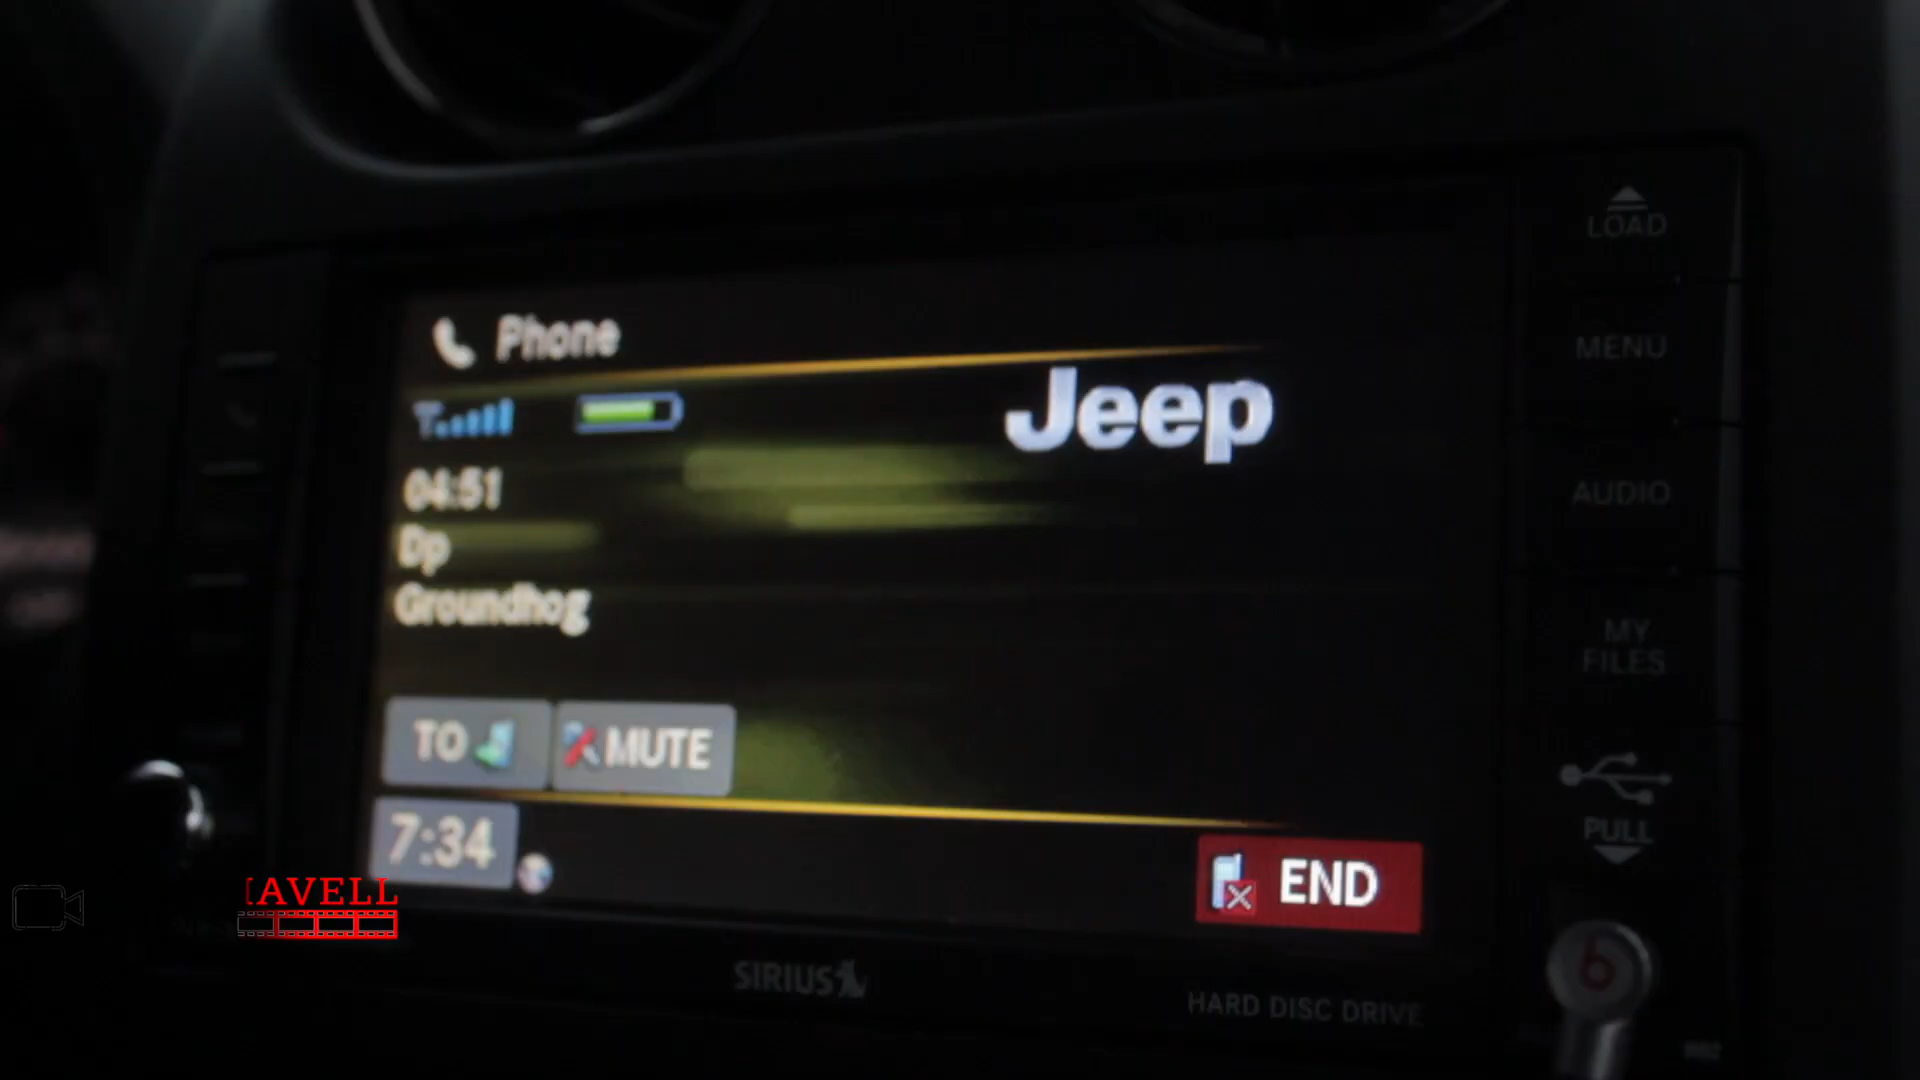 LOAD
Phone
MENU
Jeep
04:51
AUDIO
Dp
Groundhog
MY
FILES
TO
MUTE
PULL
7:34
END
AVELL
SIRIUS
HARD DISC DRIVE
b